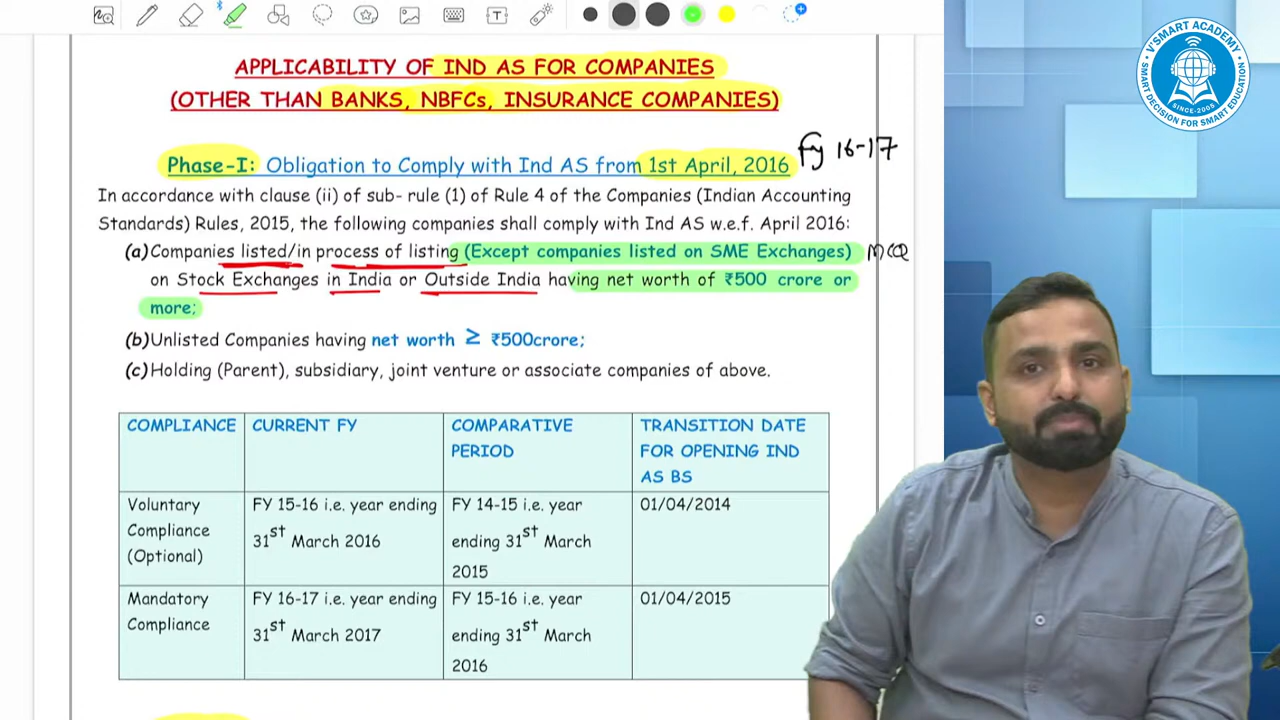 APPLICABILITY OF IND AS FOR COMPANIES
(OTHER THAN BANKS, NBFCs, INSURANCE COMPANIES)
Phase-I: Obligation to Comply with Ind AS from 1st April, 2016 fy 16-17
In accordance with clause (ii) of sub- rule (1) of Rule 4 of the Companies (Indian Accounting
Standards) Rules, 2015, the following companies shall comply with Ind AS w.e.f. April 2016:
(a) Companies listed/in process of listing (Except companies listed on SME Exchanges) MCQ
on Stock Exchanges in India or Outside India having net worth of ₹500 crore or
more;
(b) Unlisted Companies having net worth ≥ ₹500crore;
(c) Holding (Parent), subsidiary, joint venture or associate companies of above.
COMPLIANCE CURRENT FY COMPARATIVE PERIOD TRANSITION DATE FOR OPENING IND AS BS
Voluntary Compliance (Optional) FY 15-16 i.e. year ending 31st March 2016 FY 14-15 i.e. year ending 31st March 2015 01/04/2014
Mandatory Compliance FY 16-17 i.e. year ending 31st March 2017 FY 15-16 i.e. year ending 31st March 2016 01/04/2015
V'SMART ACADEMY
SMART DECISION FOR SMART EDUCATION
SINCE-2005